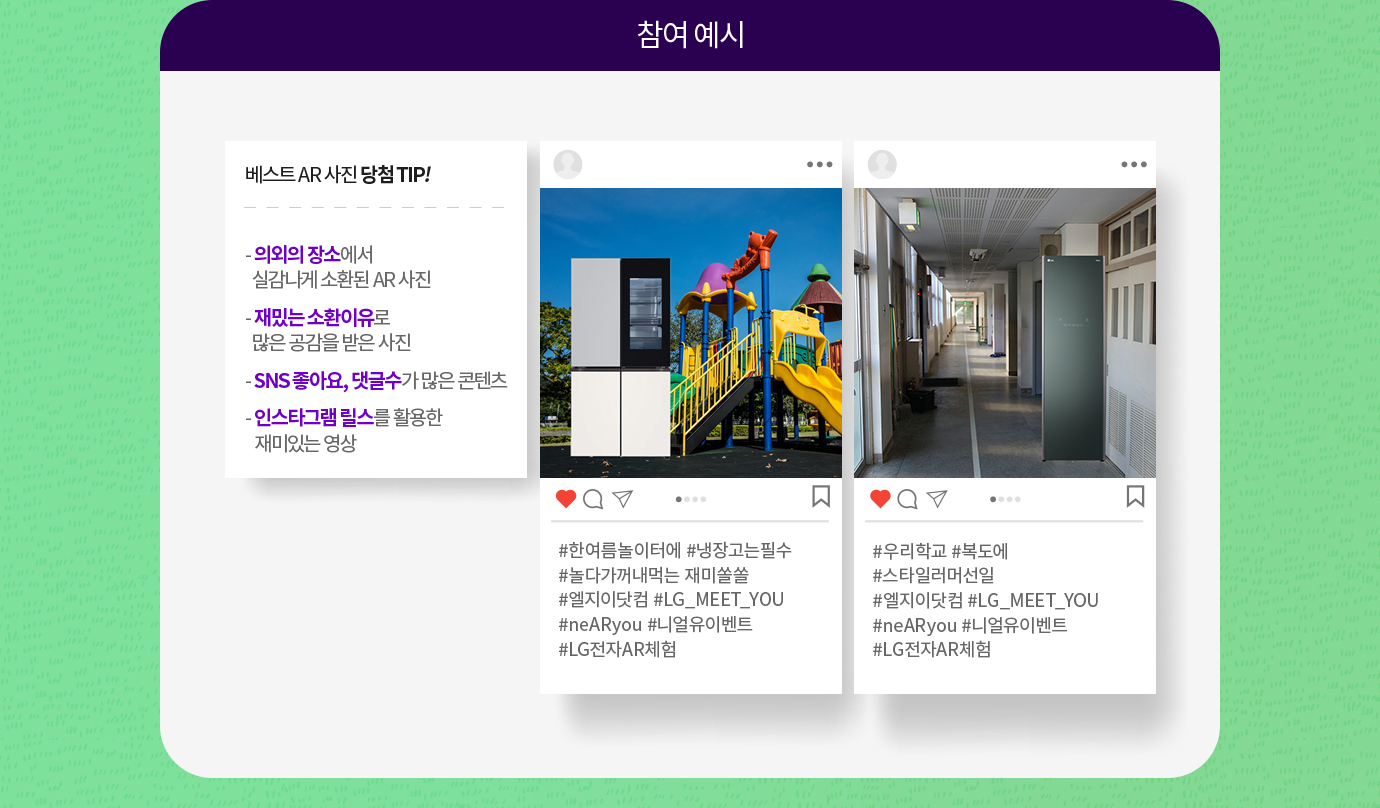 참여 예시
베스트 AR 사진 당첨 TIP!
- 의외의 장소에서
실감나게 소환된 AR 사진
- 재밌는 소환이유로
많은 공감을 받은 사진
- SNS 좋아요, 댓글수가 많은 콘텐츠
- 인스타그램 릴스를 활용한
재미있는 영상
#한여름놀이터에 #냉장고는필수
#놀다가꺼내먹는 재미쏠쏠
#엘지이닷컴 #LG_MEET_YOU
#neARyou #니얼유이벤트
#LG전자AR체험
#우리학교 #복도에
#스타일러머선일
#엘지이닷컴 #LG_MEET_YOU
#neARyou #니얼유이벤트
#LG전자AR체험